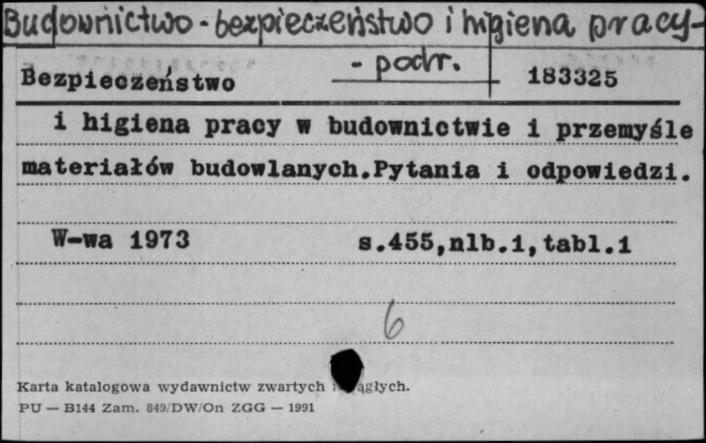 Budownictwo - bezpieczeństwo i higiena pracy -
- podr.
Bezpieczeństwo 183325
i higiena pracy w budownictwie i przemyśle
materiałów budowlanych.Pytania i odpowiedzi.
W-wa 1973 s.455,nlb.1,tabl.1
6
Karta katalogowa wydawnictw zwartych i
PU — B144 Zam. 849/DW/On ZGG — 1991